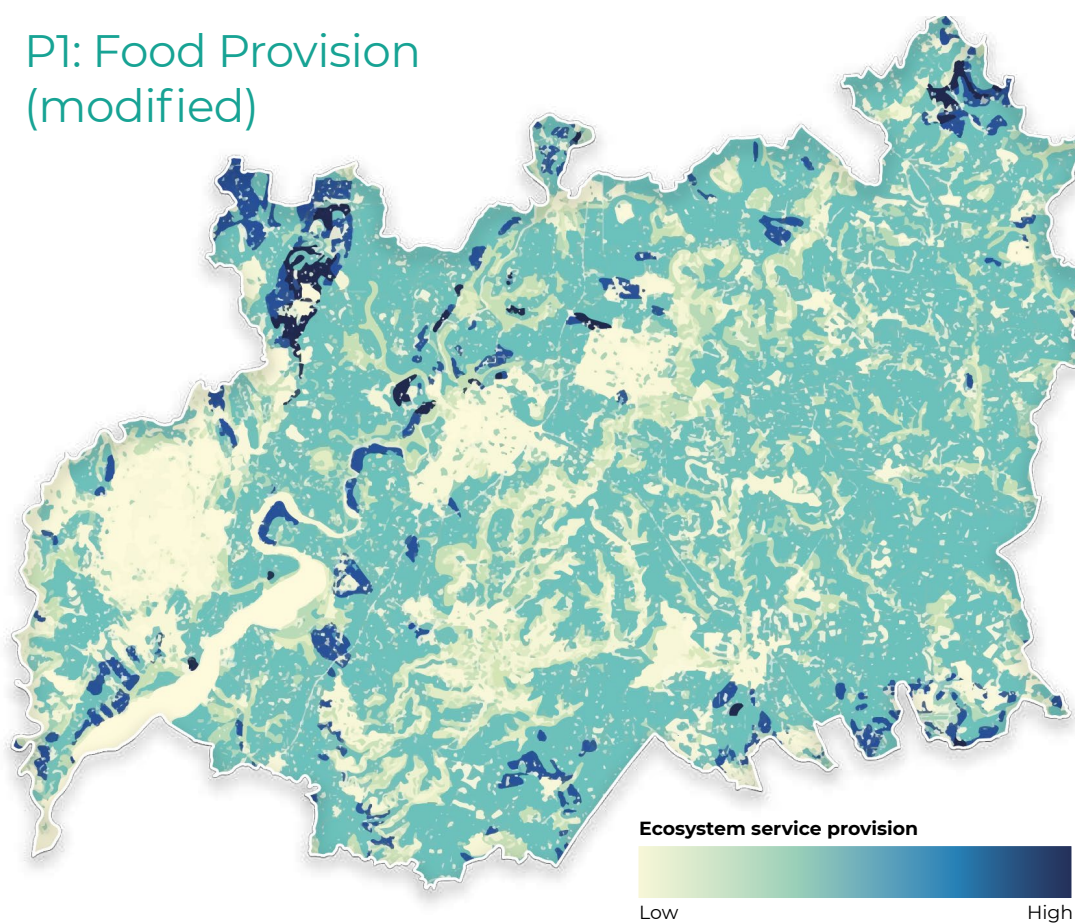 P1: Food Provision
(modified)
Ecosystem service provision
Low
High